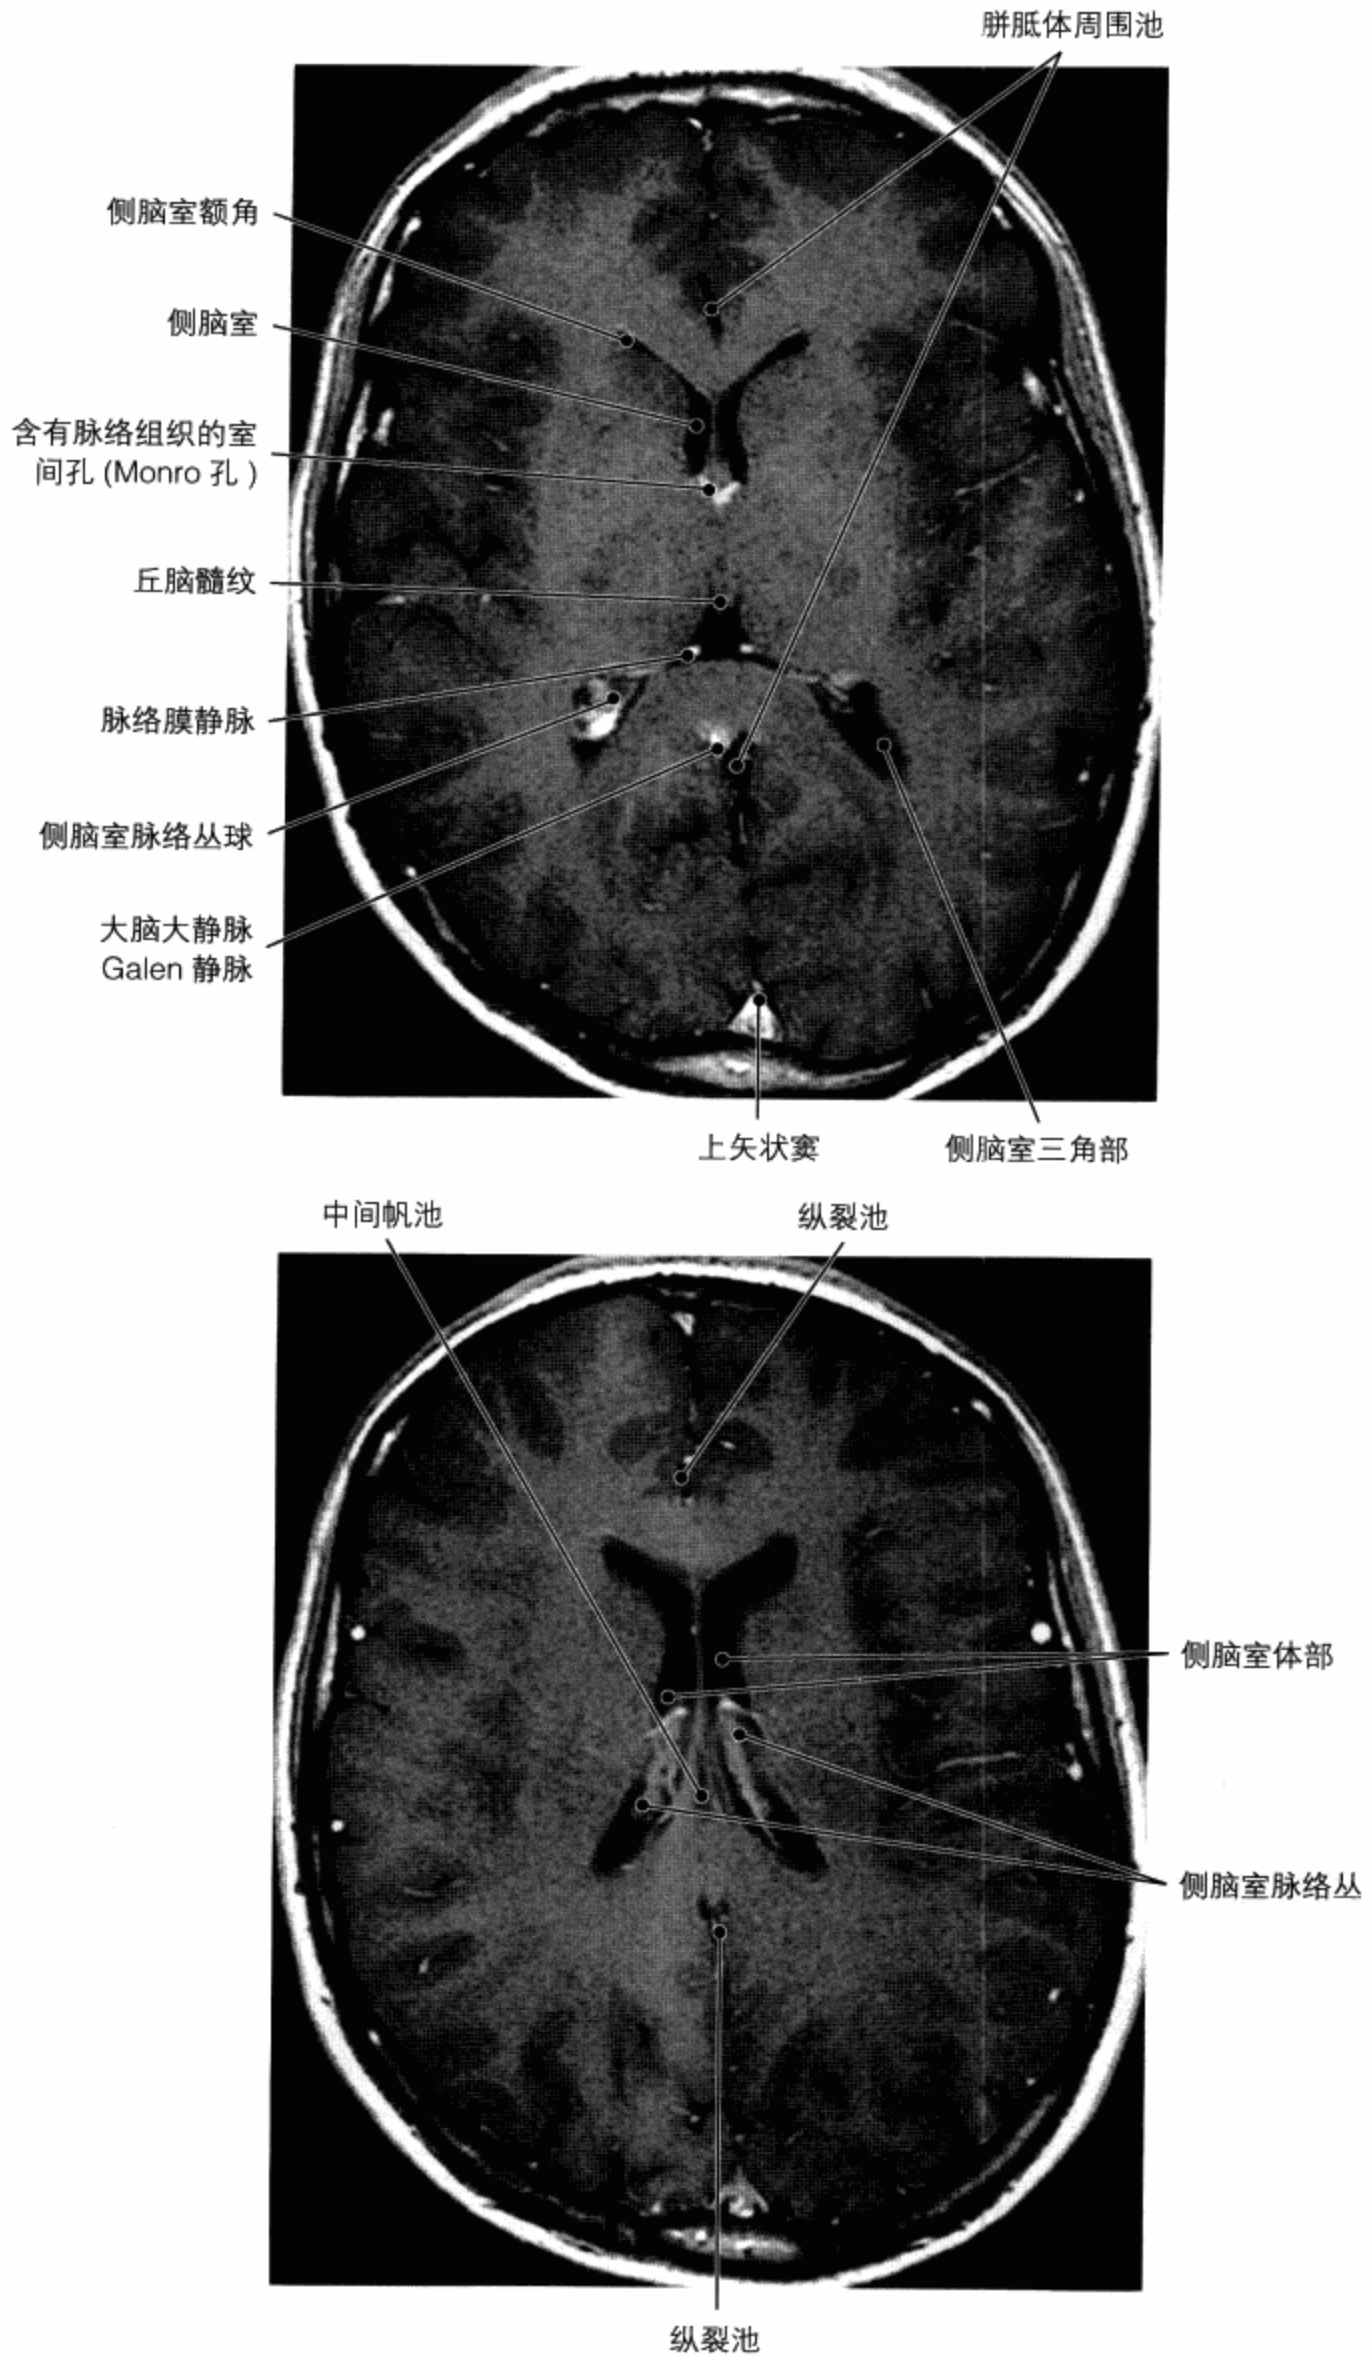 胼胝体周围池
侧脑室额角
侧脑室
含有脉络组织的室
间孔 (Monro 孔 )
丘脑髓纹
脉络膜静脉
侧脑室脉络丛球
大脑大静脉
Galen 静脉
上矢状窦
侧脑室三角部
中间帆池
纵裂池
侧脑室体部
侧脑室脉络丛
纵裂池